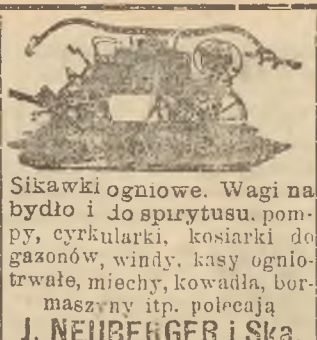 Sikawki ogniowe. Wagi na
bydło i do spirytusu, pom-
py, cyrkularki, kosiarki do
gazonów, windy, kasy ognio-
trwałe, miechy, kowadła, bor-
maszyny itp. polecają
J. NEUBERGER i Ska.